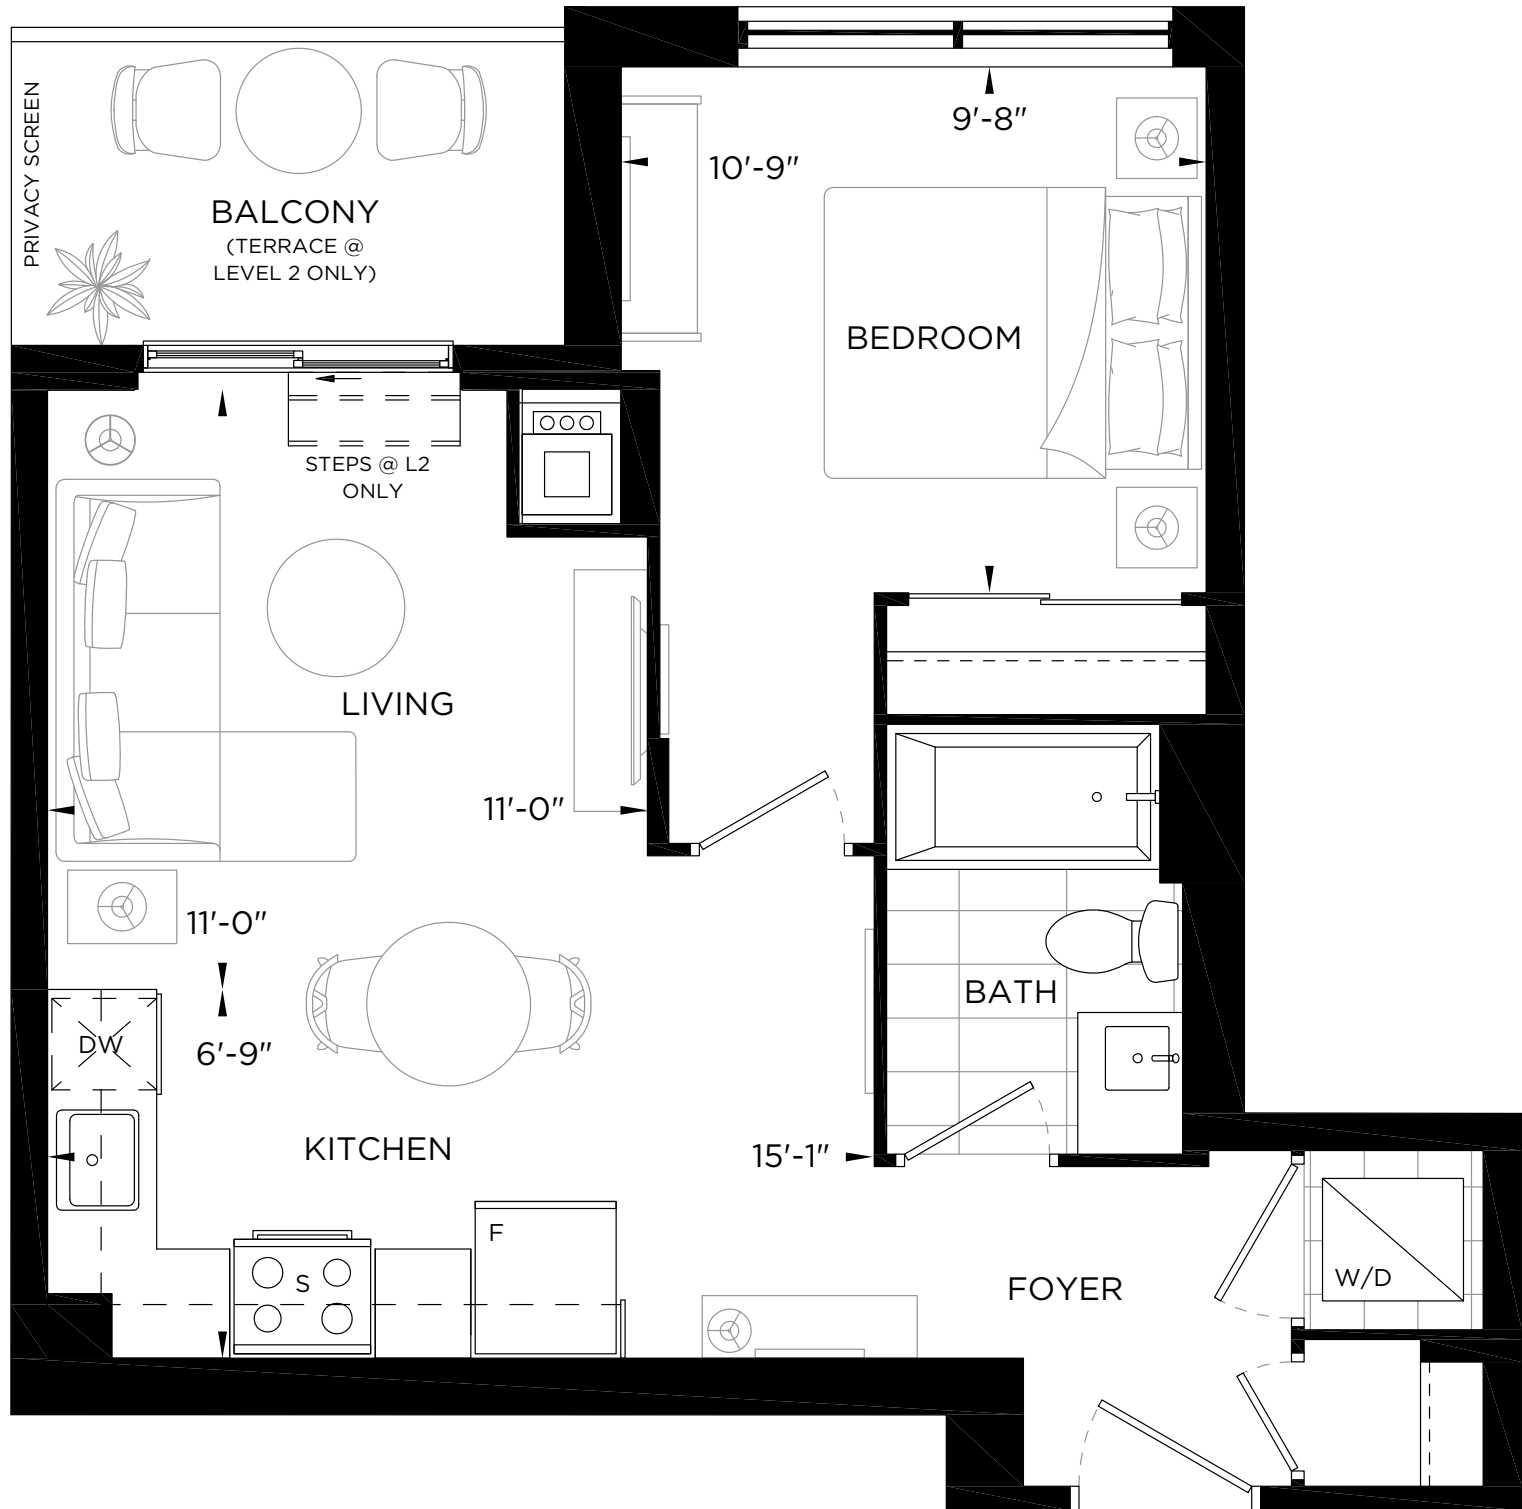 PRIVACY SCREEN
BALCONY
(TERRACE @
LEVEL 2 ONLY)
9'-8"
10'-9"
BEDROOM
STEPS @ L2
ONLY
LIVING
11'-0"
11'-0"
6'-9"
DW
BATH
KITCHEN
15'-1"
F
S
FOYER
W/D